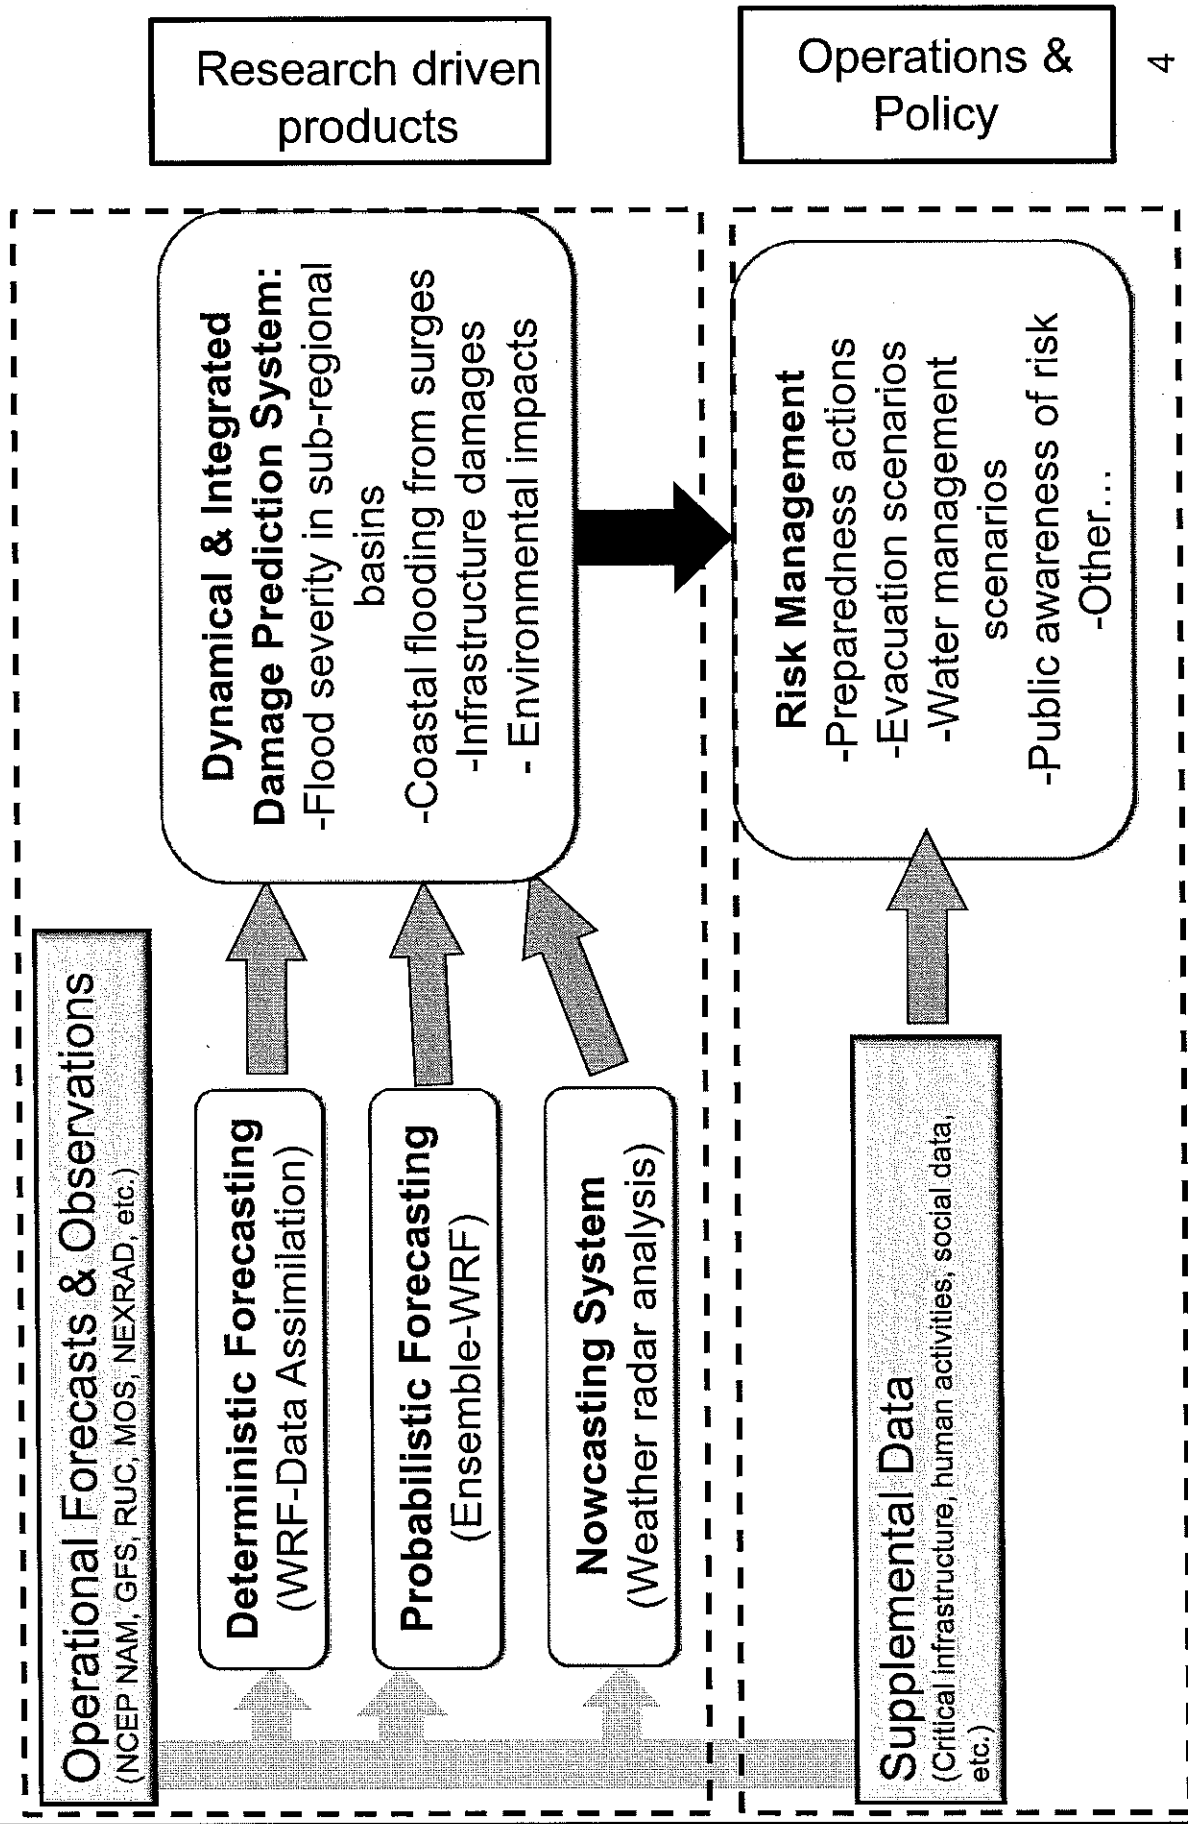 Operational Forecasts & Observations
(NCEP NAM, GFS, RUC, MOS, NEXRAD, etc.)
Deterministic Forecasting
(WRF-Data Assimilation)
Probabilistic Forecasting
(Ensemble-WRF)
Nowcasting System
(Weather radar analysis)
Dynamical & Integrated
Damage Prediction System:
-Flood severity in sub-regional
basins
-Coastal flooding from surges
-Infrastructure damages
- Environmental impacts
Research driven
products
Supplemental Data
(Critical infrastructure, human activities, social data,
etc.)
Risk Management
-Preparedness actions
-Evacuation scenarios
-Water management
scenarios
-Public awareness of risk
-Other...
Operations &
Policy
4